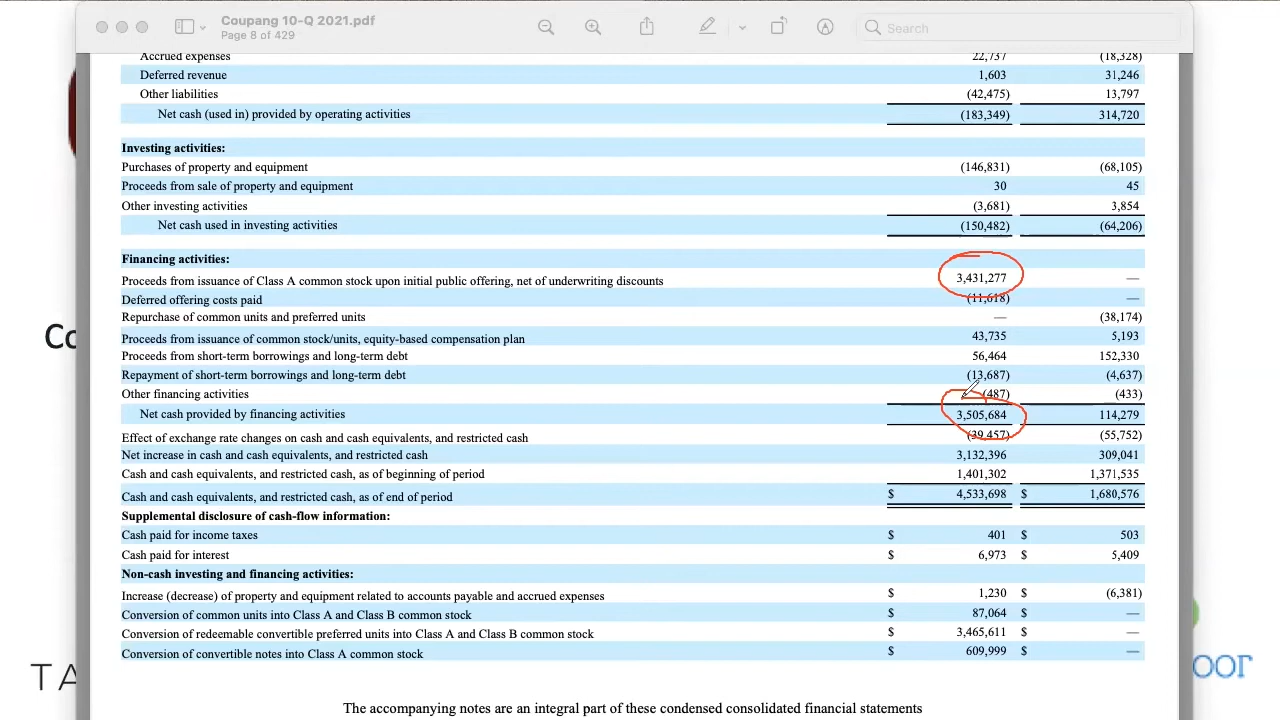 Coupang 10-Q 2021.pdf
Page 8 of 429
Search
Accrued expenses 22,737 (18,328)
Deferred revenue 1,603 31,246
Other liabilities (42,475) 13,797
Net cash (used in) provided by operating activities (183,349) 314,720
Investing activities:
Purchases of property and equipment (146,831) (68,105)
Proceeds from sale of property and equipment 30 45
Other investing activities (3,681) 3,854
Net cash used in investing activities (150,482) (64,206)
Financing activities:
Proceeds from issuance of Class A common stock upon initial public offering, net of underwriting discounts 3,431,277 —
Deferred offering costs paid (11,618) —
Repurchase of common units and preferred units — (38,174)
Proceeds from issuance of common stock/units, equity-based compensation plan 43,735 5,193
Proceeds from short-term borrowings and long-term debt 56,464 152,330
Repayment of short-term borrowings and long-term debt (13,687) (4,637)
Other financing activities (487) (433)
Net cash provided by financing activities 3,505,684 114,279
Effect of exchange rate changes on cash and cash equivalents, and restricted cash (39,457) (55,752)
Net increase in cash and cash equivalents, and restricted cash 3,132,396 309,041
Cash and cash equivalents, and restricted cash, as of beginning of period 1,401,302 1,371,535
Cash and cash equivalents, and restricted cash, as of end of period $ 4,533,698 $ 1,680,576
Supplemental disclosure of cash-flow information:
Cash paid for income taxes $ 401 $ 503
Cash paid for interest $ 6,973 $ 5,409
Non-cash investing and financing activities:
Increase (decrease) of property and equipment related to accounts payable and accrued expenses $ 1,230 $ (6,381)
Conversion of common units into Class A and Class B common stock $ 87,064 $ —
Conversion of redeemable convertible preferred units into Class A and Class B common stock $ 3,465,611 $ —
Conversion of convertible notes into Class A common stock $ 609,999 $ —
The accompanying notes are an integral part of these condensed consolidated financial statements
Co
TA
oor